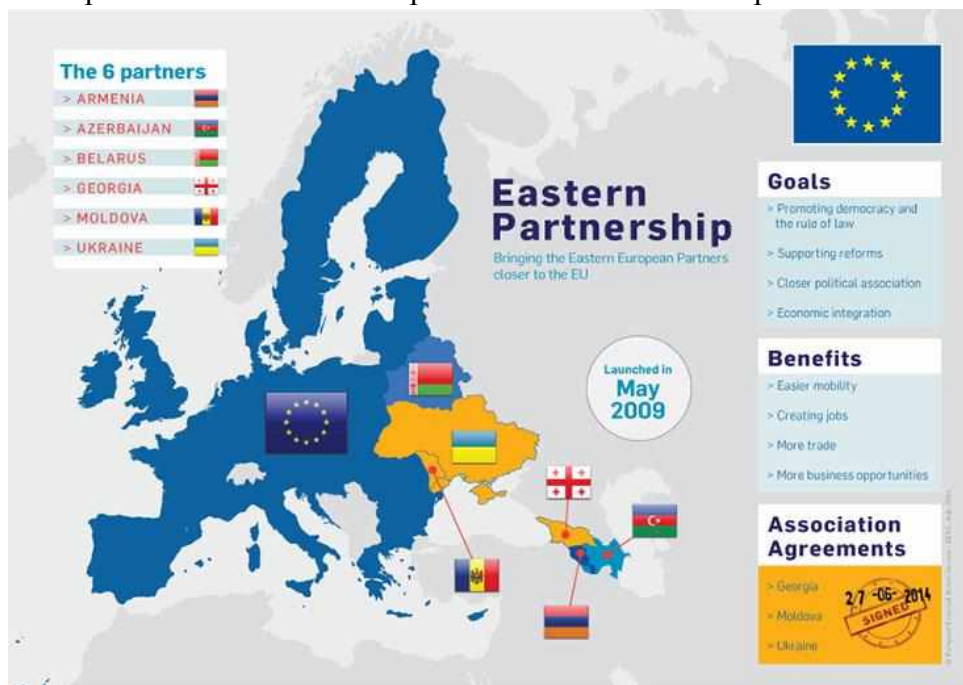 The 6 partners
> ARMENIA
> AZERBAIJAN
> BELARUS
> GEORGIA
> MOLDOVA
> UKRAINE
Eastern
Partnership
Bringing the Eastern European Partners
closer to the EU
Launched in
May
2009
Goals
> Promoting democracy and
the rule of law
> Supporting reforms
> Closer political association
> Economic integration
Benefits
> Easier mobility
> Creating jobs
> More trade
> More business opportunities
Association
Agreements
> Georgia
> Moldova
> Ukraine
27 -06- 2014
SIGNED